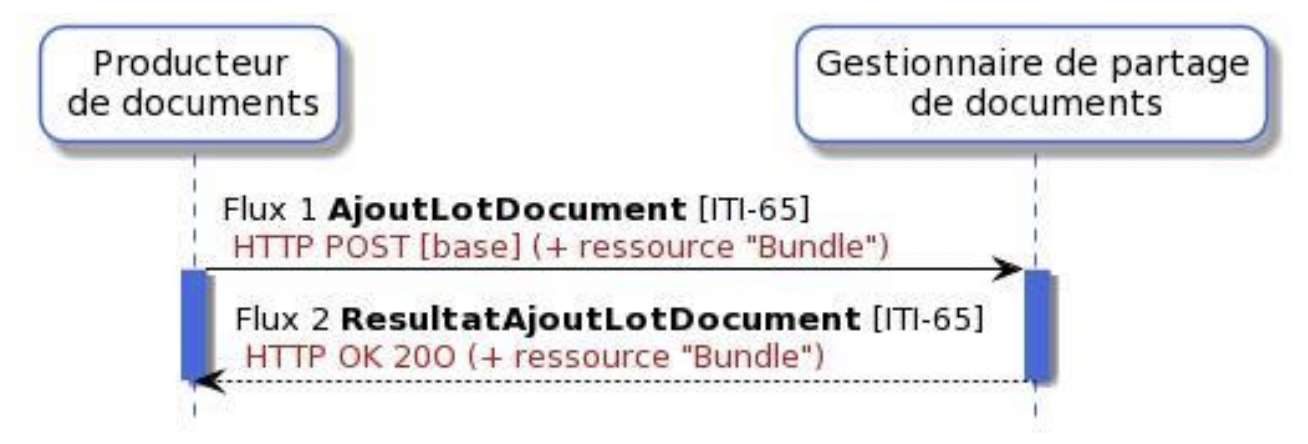 Producteur
de documents
Gestionnaire de partage
de documents
Flux 1 AjoutLotDocument [ITI-65]
HTTP POST [base] (+ ressource "Bundle")
Flux 2 ResultatAjoutLotDocument [ITI-65]
HTTP OK 20O (+ ressource "Bundle")